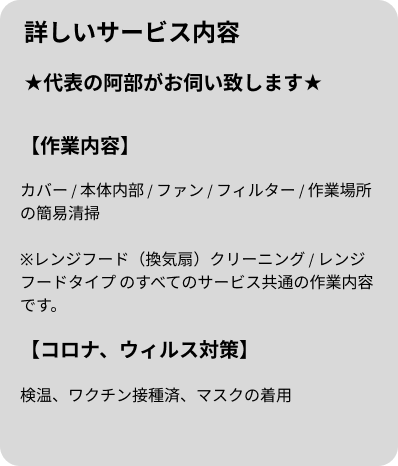 詳しいサービス内容
★代表の阿部がお伺い致します★
【作業内容】
カバー / 本体内部 / ファン / フィルター / 作業場所
の簡易清掃
※レンジフード（換気扇）クリーニング / レンジ
フードタイプ のすべてのサービス共通の作業内容
です。
【コロナ、ウィルス対策】
検温、ワクチン接種済、マスクの着用